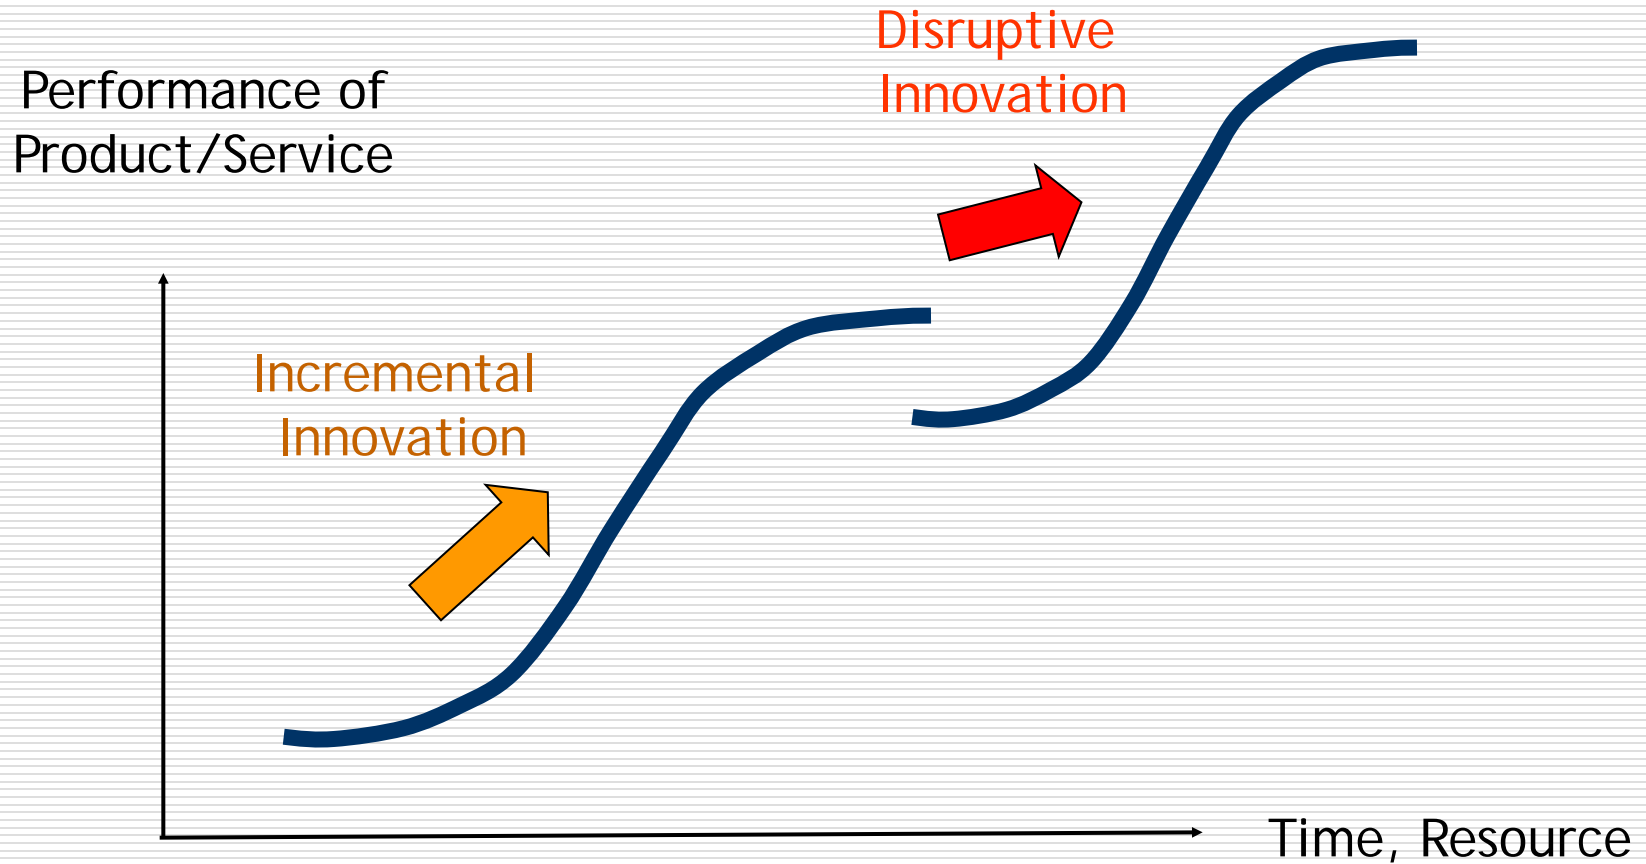 Disruptive
Innovation
Performance of
Product/Service
Incremental
Innovation
Time, Resource